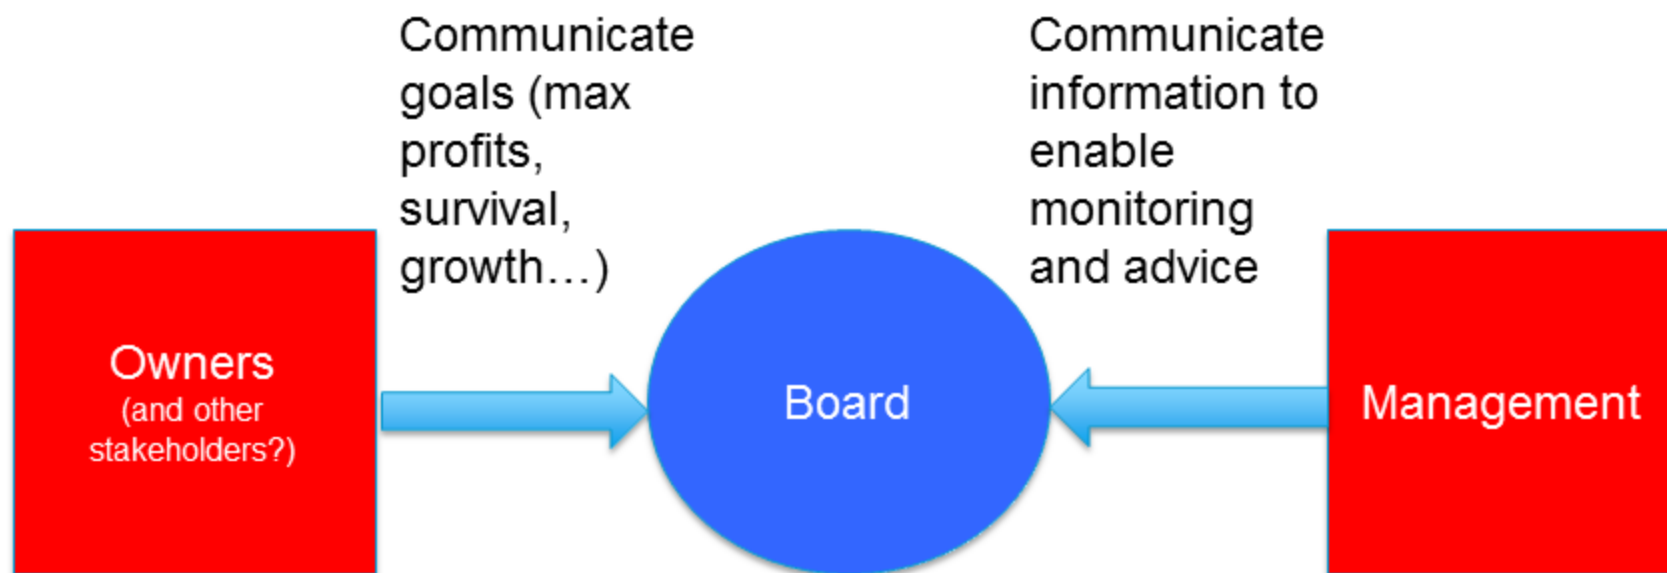 Communicate
goals (max
profits,
survival,
growth…)
Communicate
information to
enable
monitoring
and advice
Owners
(and other
stakeholders?)
Board
Management